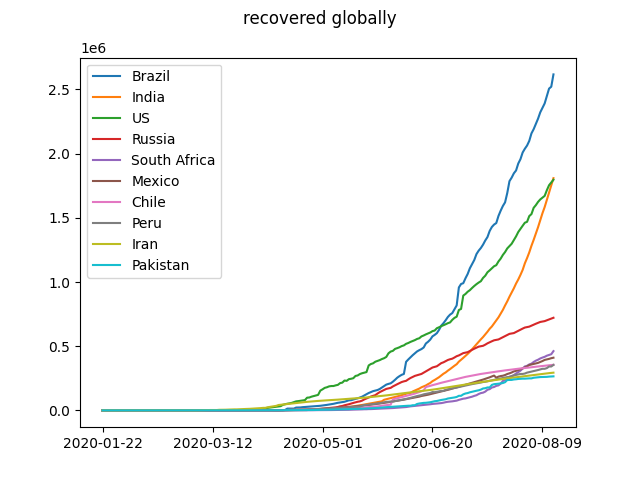 recovered globally
1e6
2.5
2.0
1.5
1.0
0.5
0.0
Brazil
India
US
Russia
South Africa
Mexico
Chile
Peru
Iran
Pakistan
2020-01-22 2020-03-12 2020-05-01 2020-06-20 2020-08-09